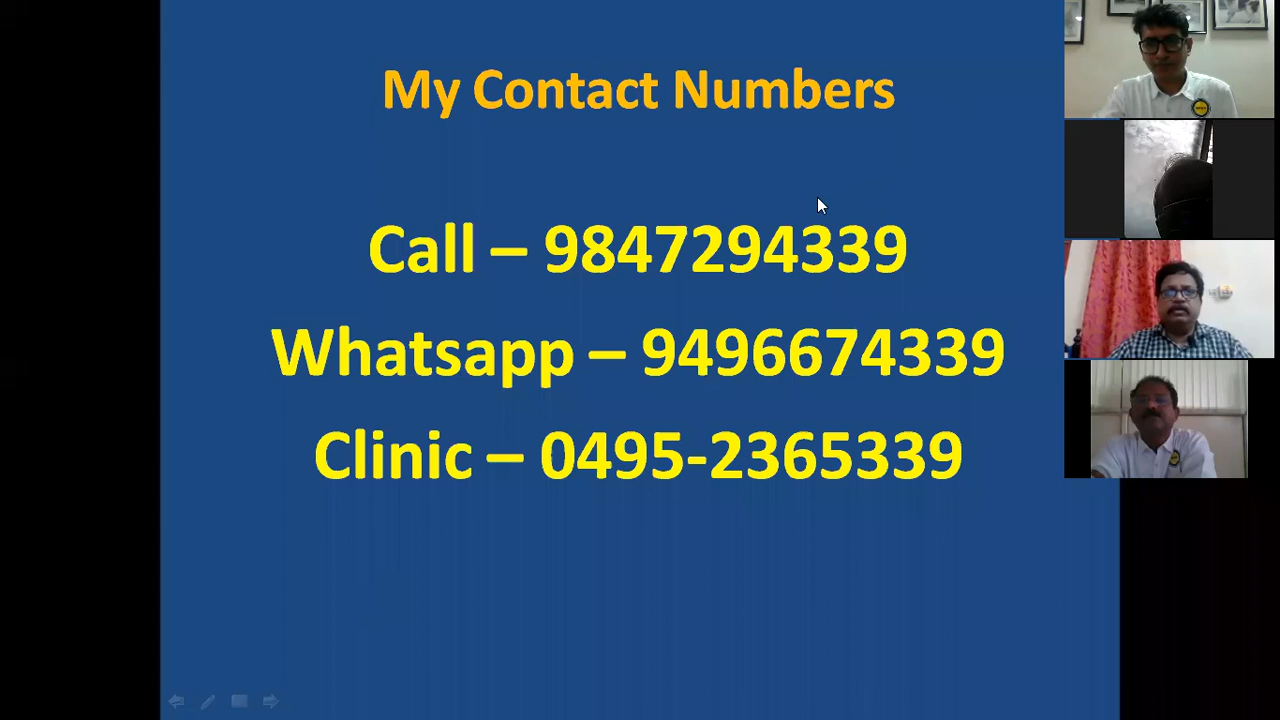 My Contact Numbers
Call – 9847294339
Whatsapp – 9496674339
Clinic – 0495-2365339